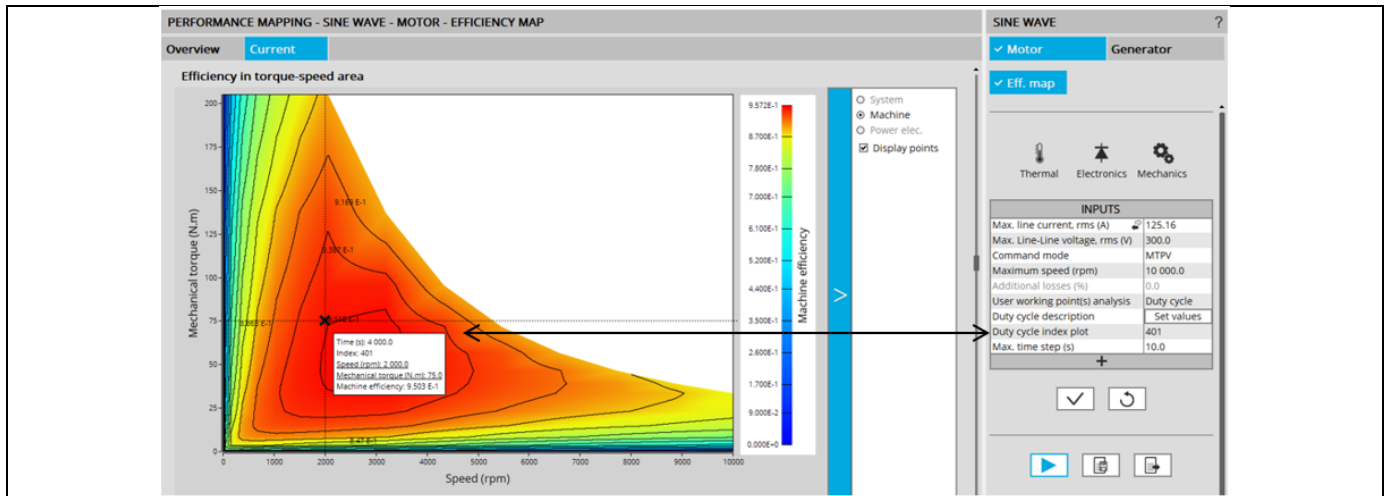 PERFORMANCE MAPPING - SINE WAVE - MOTOR - EFFICIENCY MAP
Overview Current
Efficiency in torque-speed area
Mechanical torque (N.m)
200
175
150
125
100
75
50
25
0
0 1000 2000 3000 4000 5000 6000 7000 8000 9000 10000
Speed (rpm)
9.169 E-1
8.47 E-1
Time (s): 4 000.0
Index: 401
Speed (rpm): 2 000.0
Mechanical torque (N.m): 75.0
Machine efficiency: 9.503 E-1
9.572E-1
8.700E-1
7.800E-1
7.000E-1
6.100E-1
5.200E-1
4.400E-1
3.500E-1
2.600E-1
1.700E-1
9.000E-2
0.000E+0
Machine efficiency
>
System
Machine
Power elec.
Display points
SINE WAVE ?
Motor Generator
Eff. map
Thermal Electronics Mechanics
INPUTS
Max. line current, rms (A) 125.16
Max. Line-Line voltage, rms (V) 300.0
Command mode MTPV
Maximum speed (rpm) 10 000.0
Additional losses (%) 0.0
User working point(s) analysis Duty cycle
Duty cycle description Set values
Duty cycle index plot 401
Max. time step (s) 10.0
+